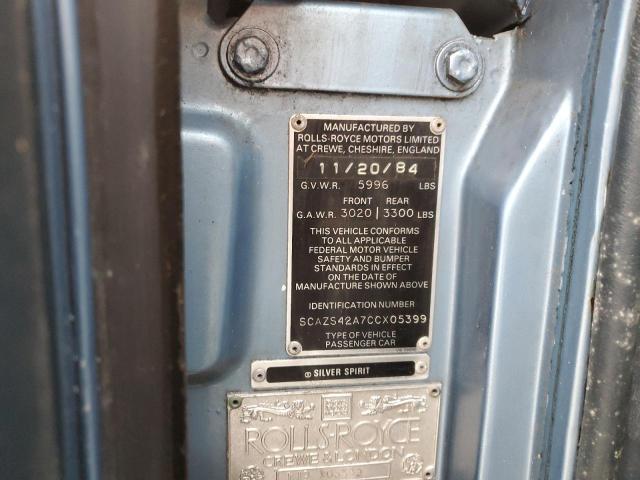 MANUFACTURED BY
ROLLS-ROYCE MOTORS LIMITED
AT CREWE, CHESHIRE, ENGLAND
11/20/84
G.V.W.R. 5996 LBS
FRONT REAR
G.A.W.R. 3020 | 3300 LBS
THIS VEHICLE CONFORMS
TO ALL APPLICABLE
FEDERAL MOTOR VEHICLE
SAFETY AND BUMPER
STANDARDS IN EFFECT
ON THE DATE OF
MANUFACTURE SHOWN ABOVE
IDENTIFICATION NUMBER
SCAZS42A7CCX05399
TYPE OF VEHICLE
PASSENGER CAR
SILVER SPIRIT
ROLLS-ROYCE
CREWE & LONDON